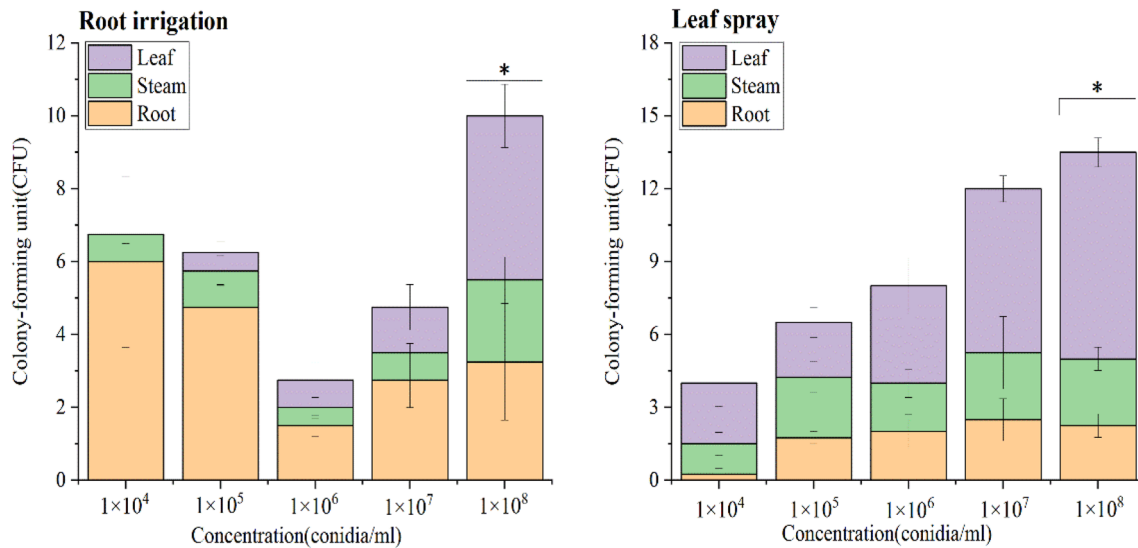 Root irrigation
Leaf
Steam
Root
*
12
10
8
6
4
2
0
Colony-forming unit(CFU)
1×10⁴
1×10⁵
1×10⁶
1×10⁷
1×10⁸
Concentration(conidia/ml)
Leaf spray
Leaf
Steam
Root
*
18
15
12
9
6
3
0
Colony-forming unit(CFU)
1×10⁴
1×10⁵
1×10⁶
1×10⁷
1×10⁸
Concentration(conidia/ml)